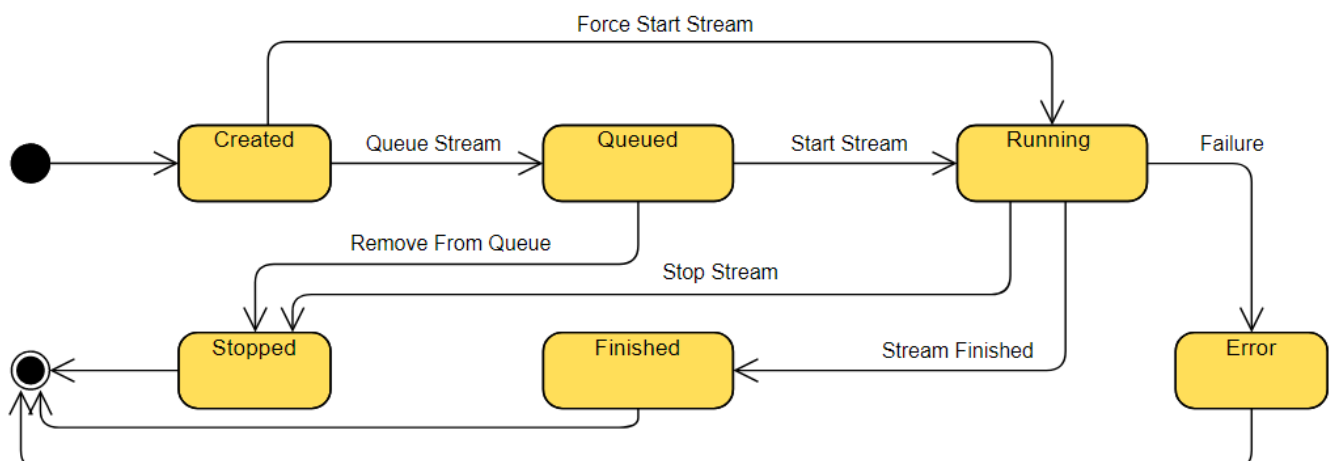 Force Start Stream
Created
Queue Stream
Queued
Start Stream
Running
Failure
Remove From Queue
Stop Stream
Stopped
Finished
Stream Finished
Error